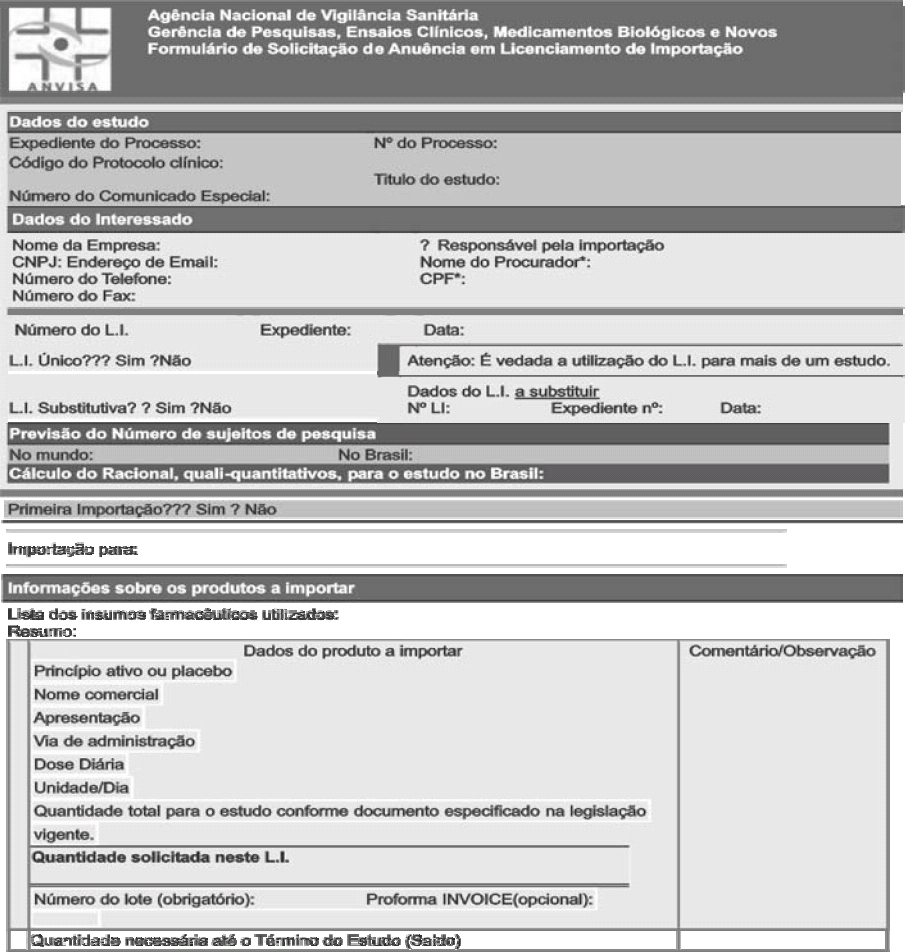 Agência Nacional de Vigilância Sanitária
Gerência de Pesquisas, Ensaios Clínicos, Medicamentos Biológicos e Novos
Formulário de Solicitação de Anuência em Licenciamento de Importação
ANVISA
Dados do estudo
Expediente do Processo: Nº do Processo:
Código do Protocolo clínico:
Titulo do estudo:
Número do Comunicado Especial:
Dados do Interessado
Nome da Empresa: ? Responsável pela importação
CNPJ: Endereço de Email: Nome do Procurador*:
Número do Telefone: CPF*:
Número do Fax:
Número do L.I. Expediente: Data:
L.I. Único??? Sim ?Não Atenção: É vedada a utilização do L.I. para mais de um estudo.
Dados do L.I. a substituir
L.I. Substitutiva? ? Sim ?Não Nº LI: Expediente nº: Data:
Previsão do Número de sujeitos de pesquisa
No mundo: No Brasil:
Cálculo do Racional, quali-quantitativos, para o estudo no Brasil:
Primeira Importação??? Sim ? Não
Importação para:
Informações sobre os produtos a importar
Lista dos insumos farmacêuticos utilizados:
Resumo:
Dados do produto a importar Comentário/Observação
Princípio ativo ou placebo
Nome comercial
Apresentação
Via de administração
Dose Diária
Unidade/Dia
Quantidade total para o estudo conforme documento especificado na legislação
vigente.
Quantidade solicitada neste L.I.
Número do lote (obrigatório): Proforma INVOICE(opcional):
Quantidade necessária até o Término do Estudo (Saldo)